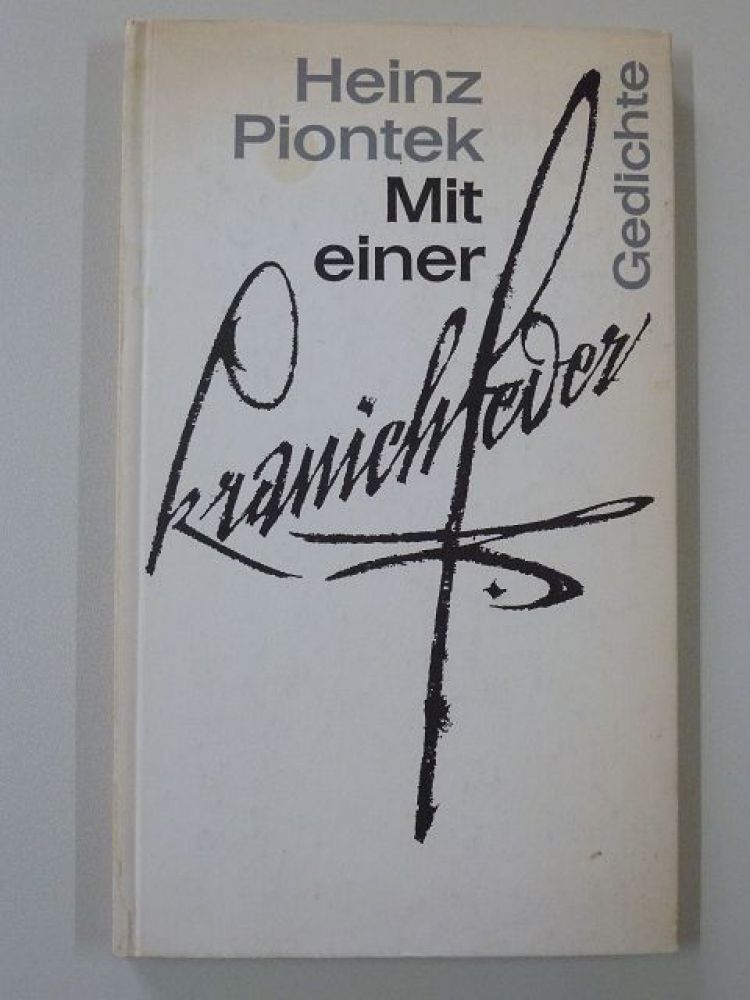 Heinz
Piontek
Mit
einer
kranichfeder
Gedichte